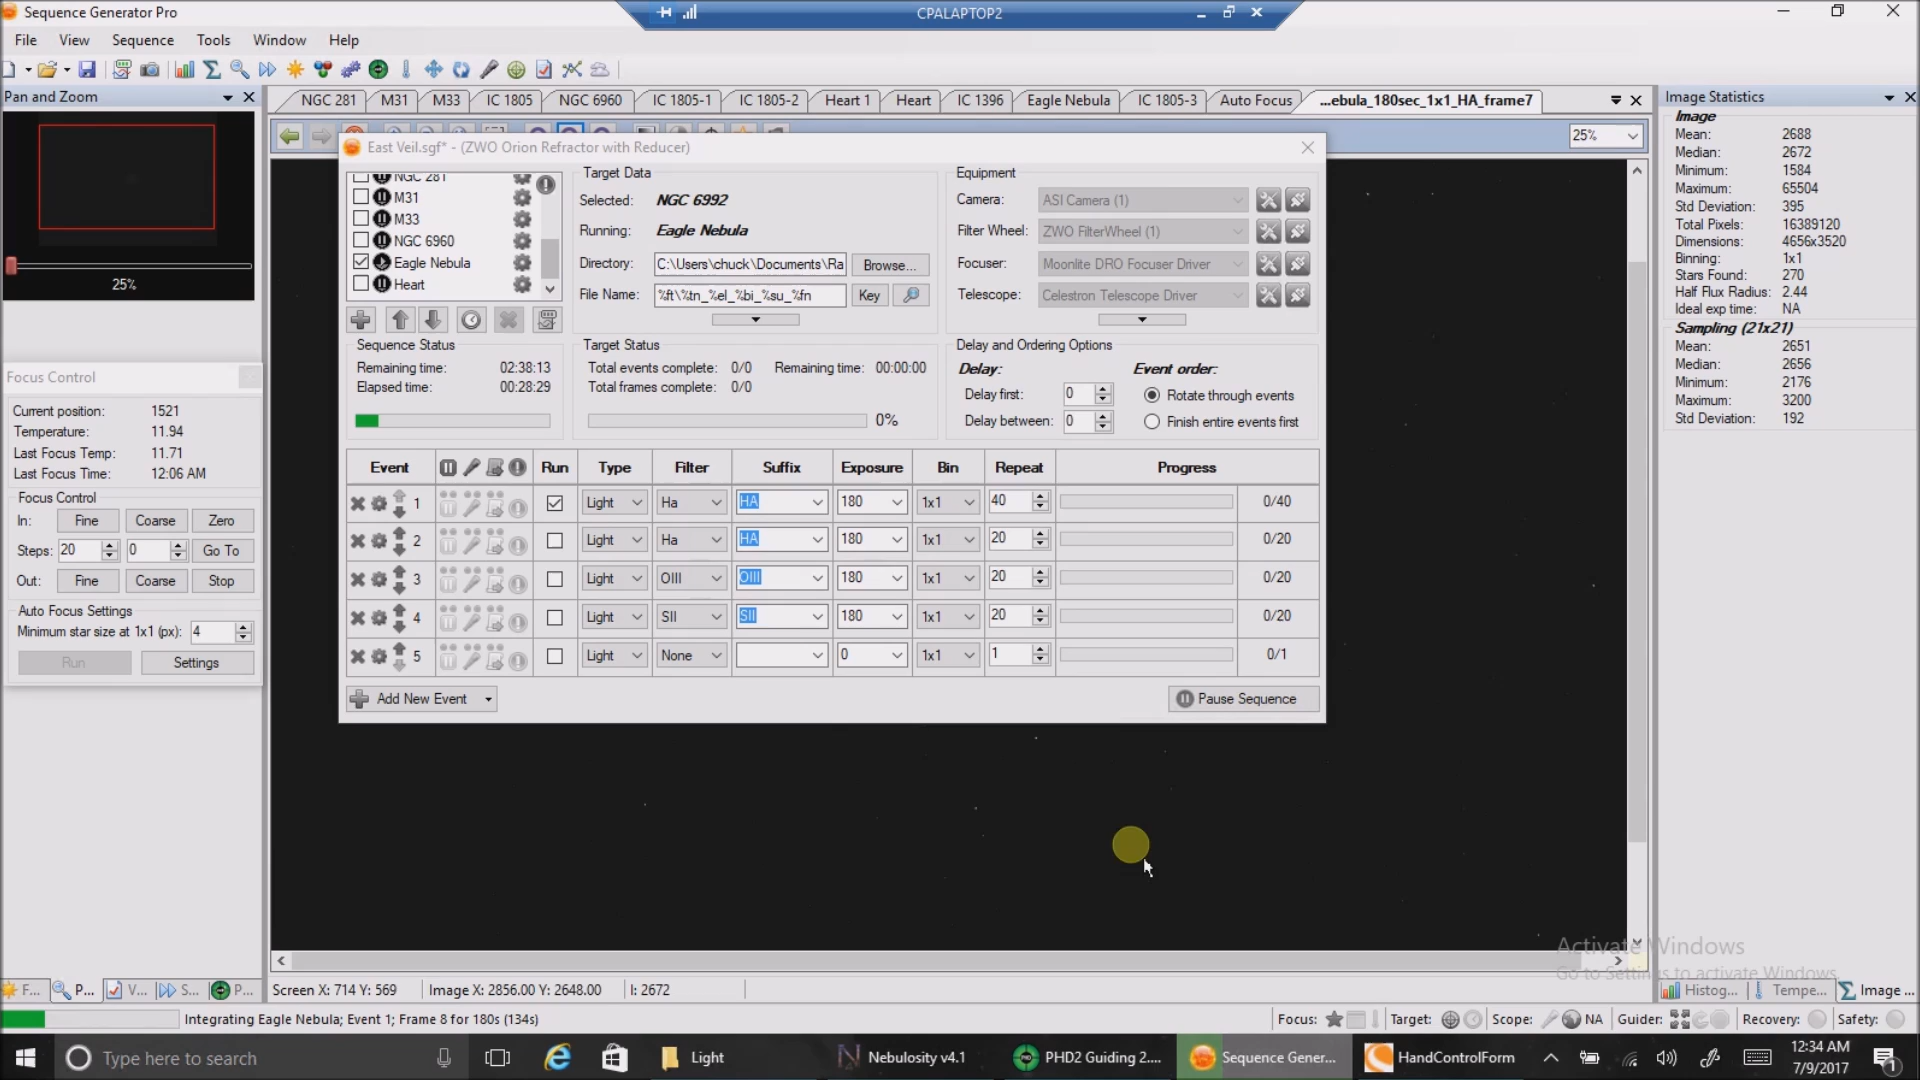 Sequence Generator Pro
CPALAPTOP2
File View Sequence Tools Window Help
Pan and Zoom
NGC 281 M31 M33 IC 1805 NGC 6960 IC 1805-1 IC 1805-2 Heart 1 Heart IC 1396 Eagle Nebula IC 1805-3 Auto Focus ...ebula_180sec_1x1_HA_frame7
25%
25%
Focus Control
Current position: 1521
Temperature: 11.94
Last Focus Temp: 11.71
Last Focus Time: 12:06 AM
Focus Control
In: Fine Coarse Zero
Steps: 20 0 Go To
Out: Fine Coarse Stop
Auto Focus Settings
Minimum star size at 1x1 (px): 4
Run Settings
East Veil.sgf* - (ZWO Orion Refractor with Reducer)
NGC 281
M31
M33
NGC 6960
Eagle Nebula
Heart
Target Data
Selected: NGC 6992
Running: Eagle Nebula
Directory: C:\Users\chuck\Documents\Ra Browse...
File Name: %ft\%tn_%el_%bi_%su_%fn Key
Equipment
Camera: ASI Camera (1)
Filter Wheel: ZWO FilterWheel (1)
Focuser: Moonlite DRO Focuser Driver
Telescope: Celestron Telescope Driver
Sequence Status
Remaining time: 02:38:13
Elapsed time: 00:28:29
Target Status
Total events complete: 0/0 Remaining time: 00:00:00
Total frames complete: 0/0
0%
Delay and Ordering Options
Delay: Event order:
Delay first: 0 Rotate through events
Delay between: 0 Finish entire events first
Event Run Type Filter Suffix Exposure Bin Repeat Progress
1 Light Ha HA 180 1x1 40 0/40
2 Light Ha HA 180 1x1 20 0/20
3 Light OIII OIII 180 1x1 20 0/20
4 Light SII SII 180 1x1 20 0/20
5 Light None 0 1x1 1 0/1
Add New Event Pause Sequence
Image Statistics
Image
Mean: 2688
Median: 2672
Minimum: 1584
Maximum: 65504
Std Deviation: 395
Total Pixels: 16389120
Dimensions: 4656x3520
Binning: 1x1
Stars Found: 270
Half Flux Radius: 2.44
Ideal exp time: NA
Sampling (21x21)
Mean: 2651
Median: 2656
Minimum: 2176
Maximum: 3200
Std Deviation: 192
Activate Windows
Go to Settings to activate Windows.
F... P... V... S... P...
Screen X: 714 Y: 569 Image X: 2856.00 Y: 2648.00 I: 2672
Histog... Tempe... Image ...
Integrating Eagle Nebula; Event 1; Frame 8 for 180s (134s)
Focus: Target: Scope: NA Guider: Recovery: Safety:
Type here to search
Light
Nebulosity v4.1
PHD2 Guiding 2....
Sequence Gener...
HandControlForm
12:34 AM
7/9/2017
1